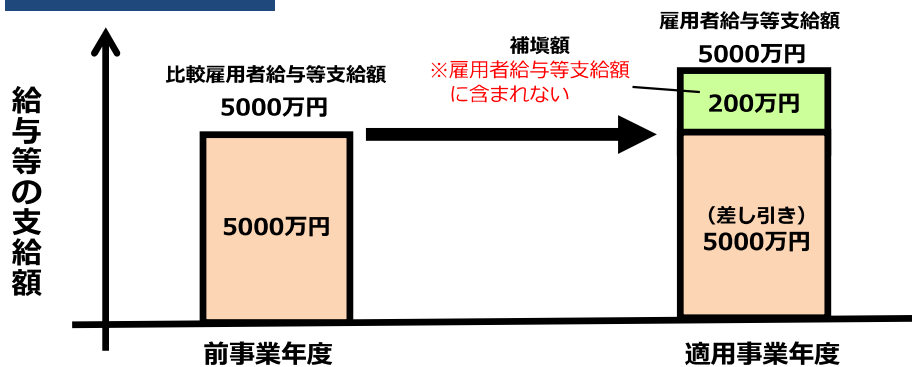 給与等の支給額
比較雇用者給与等支給額
5000万円
5000万円
前事業年度
補塡額
※雇用者給与等支給額
に含まれない
雇用者給与等支給額
5000万円
200万円
（差し引き）
5000万円
適用事業年度